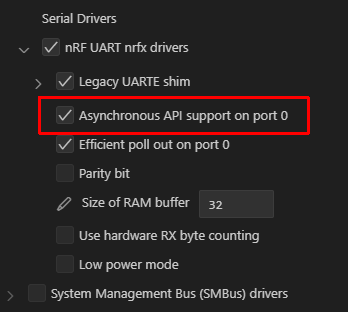 Serial Drivers
nRF UART nrfx drivers
Legacy UARTE shim
Asynchronous API support on port 0
Efficient poll out on port 0
Parity bit
Size of RAM buffer 32
Use hardware RX byte counting
Low power mode
System Management Bus (SMBus) drivers